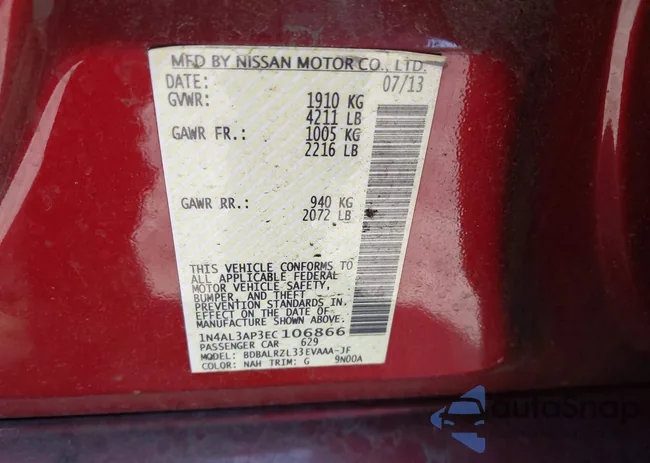 MFD BY NISSAN MOTOR CO., LTD.
DATE: 07/13
GVWR: 1910 KG
4211 LB
GAWR FR.: 1005 KG
2216 LB
GAWR RR.: 940 KG
2072 LB
THIS VEHICLE CONFORMS TO
ALL APPLICABLE FEDERAL
MOTOR VEHICLE SAFETY,
BUMPER, AND THEFT
PREVENTION STANDARDS IN
EFFECT ON THE DATE OF
MANUFACTURE SHOWN ABOVE.
1N4AL3AP3EC106866
PASSENGER CAR 629
MODEL: BDBALRZL33EVAAA-JF
COLOR: NAH TRIM: G 9N00A
AutoSnap